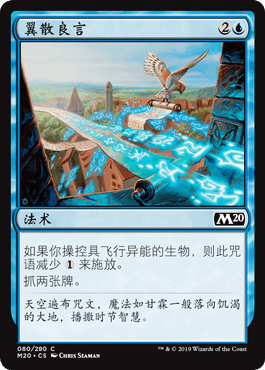 翼散良言 2
法术 M20
如果你操控具飞行异能的生物，则此咒
语减少 1 来施放。
抓两张牌。
天空遍布咒文，魔法如甘霖一般落向饥渴
的大地，播撒时节智慧。
080/280 C
M20 • CS CHRIS SEAMAN
™ & © 2019 Wizards of the Coast